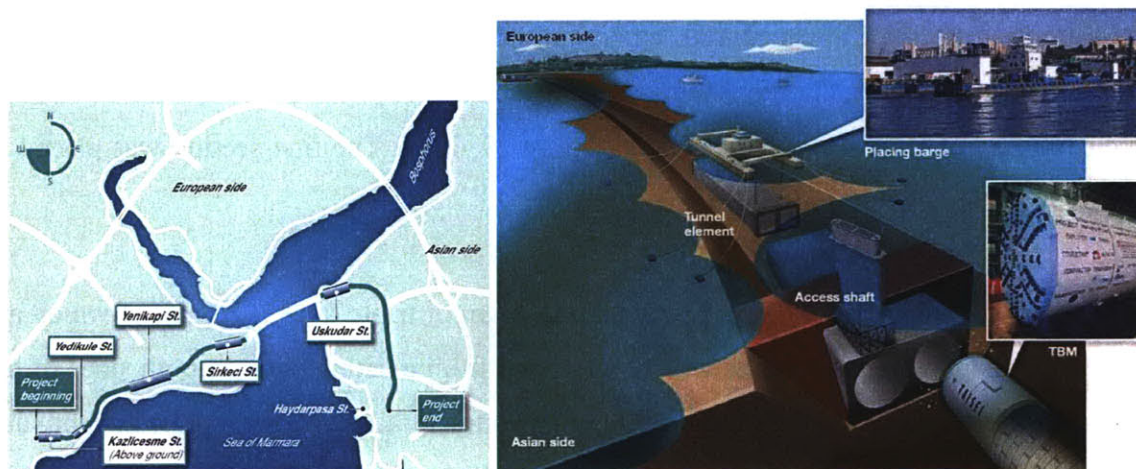 N
E
S
European side
Bosphorus
Asian side
Yenikapi St.
Yedikule St.
Uskudar St.
Sirkeci St.
Project
beginning
Haydarpasa St.
Project
end
Kazlicesme St.
(Above ground)
Sea of Marmara
European side
Placing barge
Tunnel
element
Access shaft
TBM
Asian side